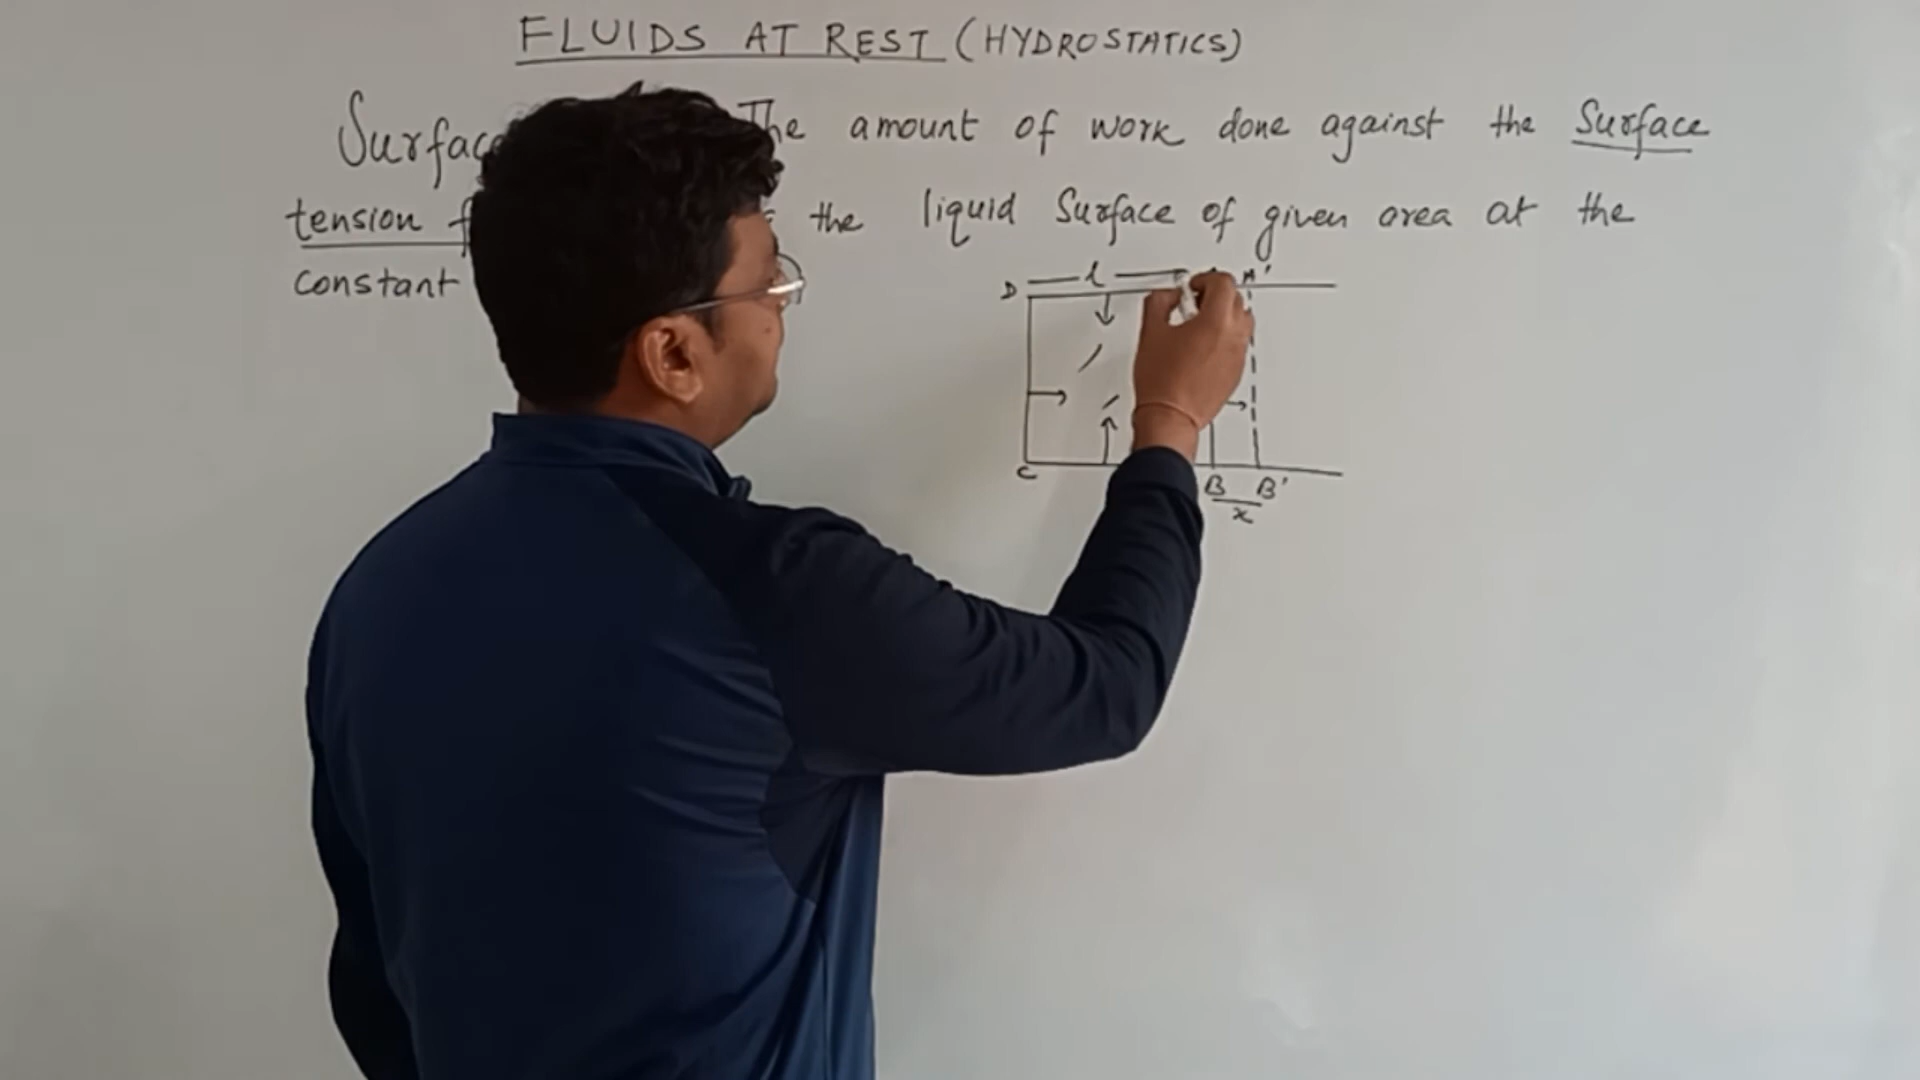 FLUIDS AT REST (HYDROSTATICS)
The amount of work done against the Surface
tension the liquid Surface of given area at the
constant
D l A'
C B B'
x